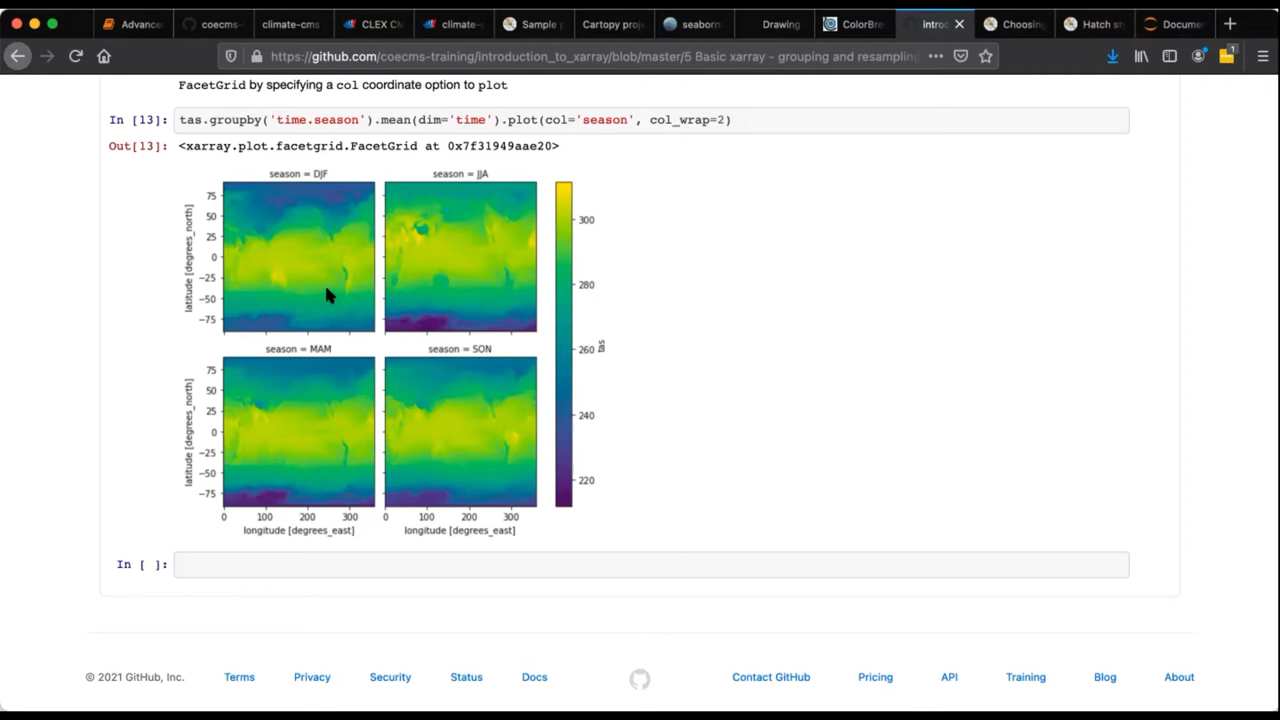 Advance
coecms-
climate-cms
CLEX CM
climate-
Sample
Cartopy proj
seaborn
Drawing
ColorBre
intro
Choosing
Hatch st
Docume
https://github.com/coecms-training/introduction_to_xarray/blob/master/5 Basic xarray - grouping and resampling
1
FacetGrid by specifying a col coordinate option to plot
In [13]: tas.groupby('time.season').mean(dim='time').plot(col='season', col_wrap=2)
Out[13]: <xarray.plot.facetgrid.FacetGrid at 0x7f31949aae20>
season = DJF
season = JJA
75
50
25
0
−25
−50
−75
latitude [degrees_north]
300
280
260
240
220
tas
season = MAM
season = SON
75
50
25
0
−25
−50
−75
latitude [degrees_north]
0 100 200 300
0 100 200 300
longitude [degrees_east]
longitude [degrees_east]
In [ ]:
© 2021 GitHub, Inc.
Terms
Privacy
Security
Status
Docs
Contact GitHub
Pricing
API
Training
Blog
About